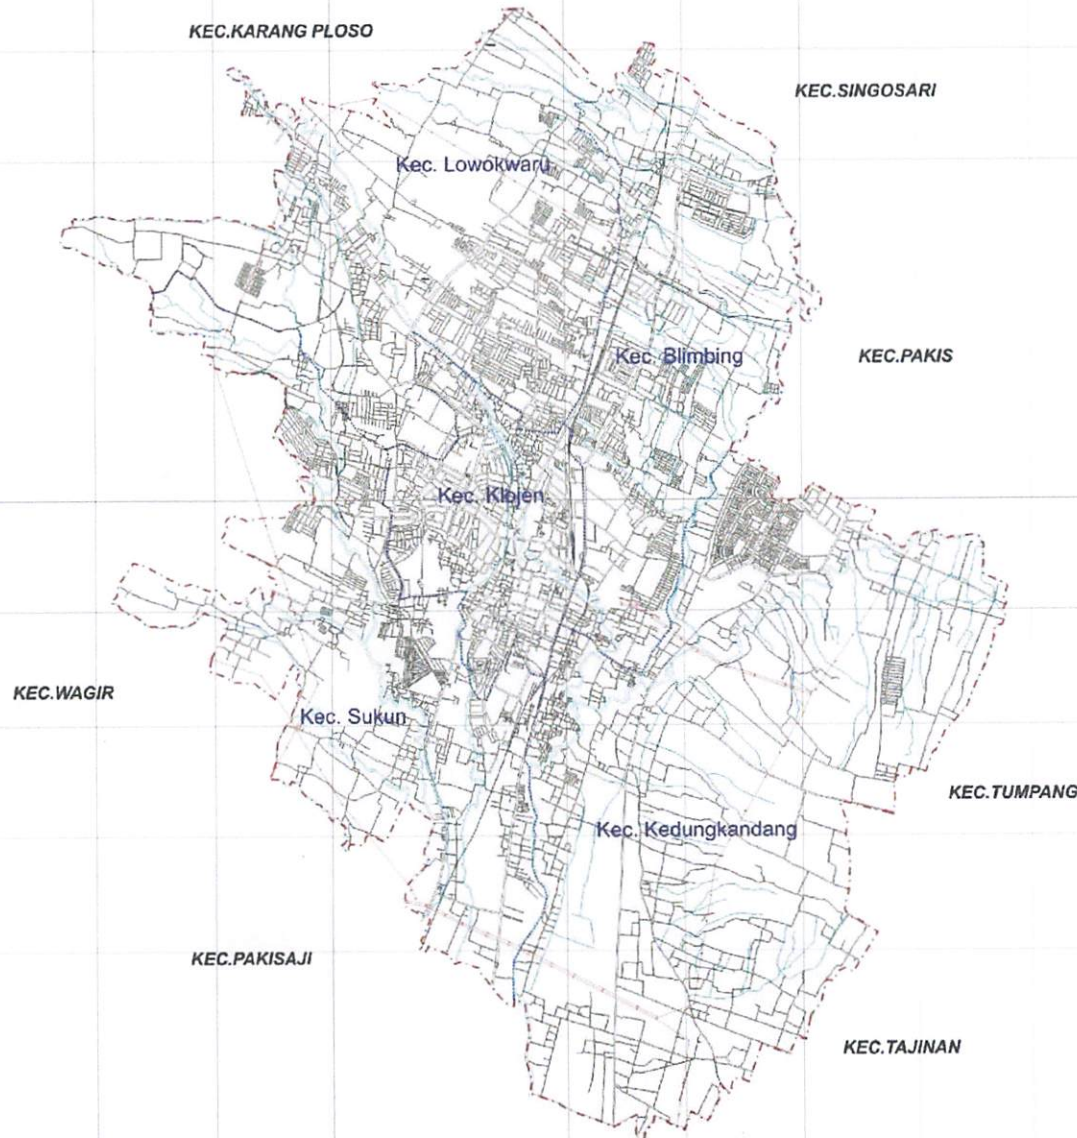 KEC.KARANG PLOSO
KEC.SINGOSARI
Kec. Lowokwaru
Kec. Blimbing
KEC.PAKIS
Kec. Klojen
KEC.WAGIR
Kec. Sukun
KEC.TUMPANG
Kec. Kedungkandang
KEC.PAKISAJI
KEC.TAJINAN